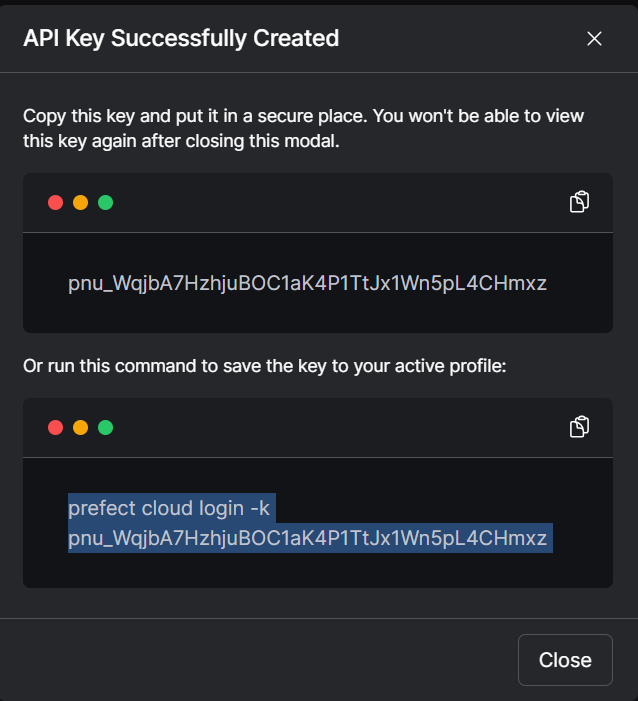 API Key Successfully Created
Copy this key and put it in a secure place. You won't be able to view
this key again after closing this modal.
pnu_WqjbA7HzhjuBOC1aK4P1TtJx1Wn5pL4CHmxz
Or run this command to save the key to your active profile:
prefect cloud login -k
pnu_WqjbA7HzhjuBOC1aK4P1TtJx1Wn5pL4CHmxz
Close